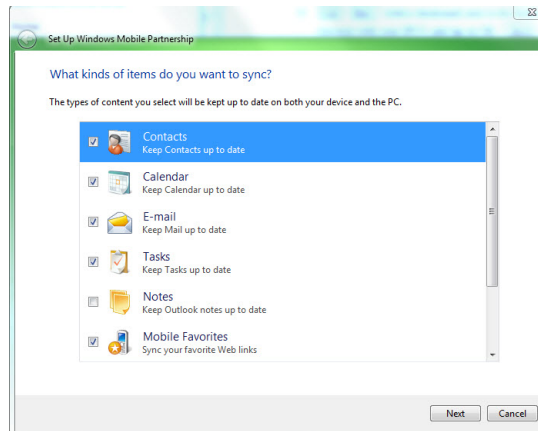 Set Up Windows Mobile Partnership
What kinds of items do you want to sync?
The types of content you select will be kept up to date on both your device and the PC.
Contacts
Keep Contacts up to date
Calendar
Keep Calendar up to date
E-mail
Keep Mail up to date
Tasks
Keep Tasks up to date
Notes
Keep Outlook notes up to date
Mobile Favorites
Sync your favorite Web links
Next Cancel